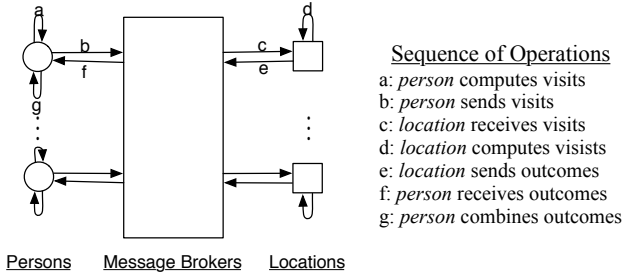 a
d
b
c
f
e
g
Persons
Message Brokers
Locations
Sequence of Operations
a: person computes visits
b: person sends visits
c: location receives visits
d: location computes visists
e: location sends outcomes
f: person receives outcomes
g: person combines outcomes